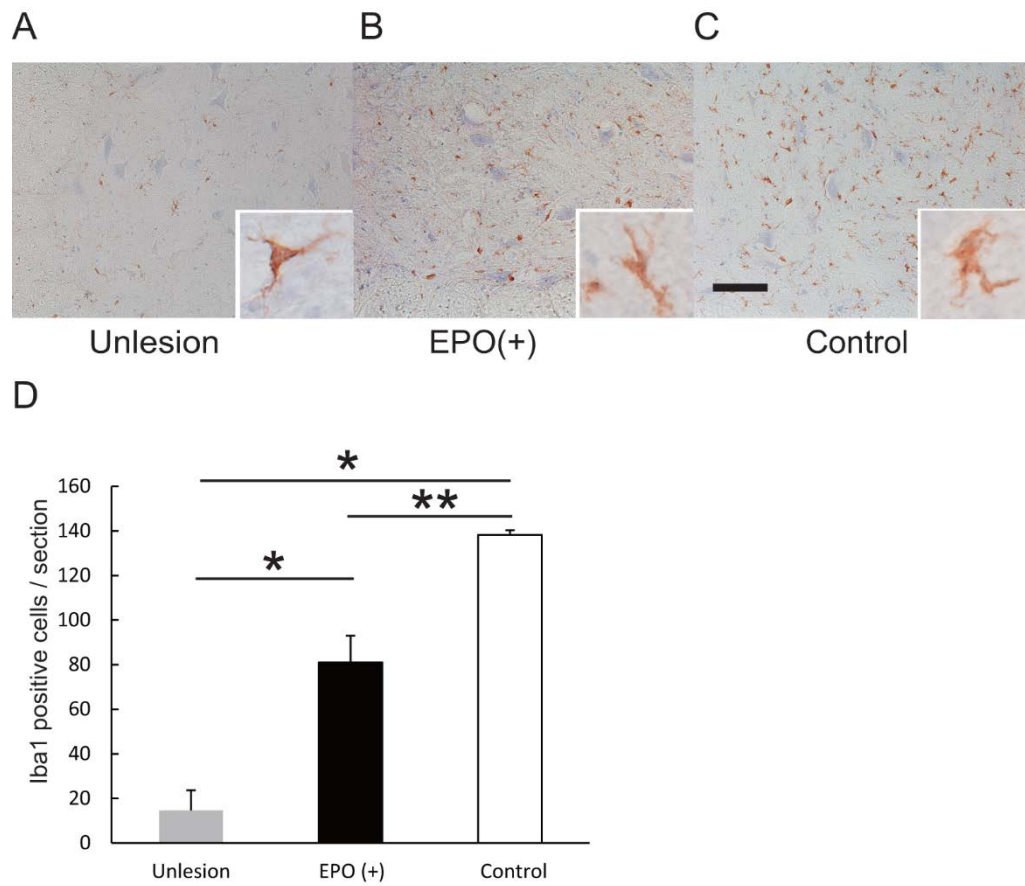 A B C
Unlesion EPO(+) Control
D
*
**
*
Iba1 positive cells / section
160
140
120
100
80
60
40
20
0
Unlesion EPO (+) Control